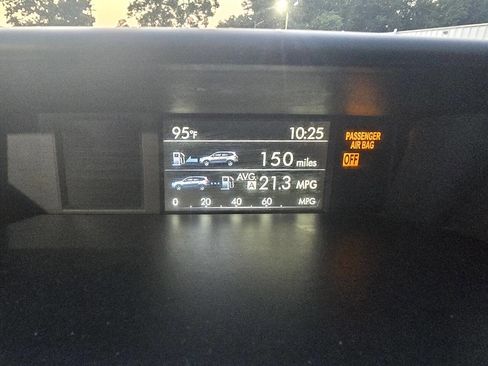 95°F 10:25
150 miles
AVG A 21.3 MPG
0 20 40 60 MPG
PASSENGER
AIR BAG
OFF